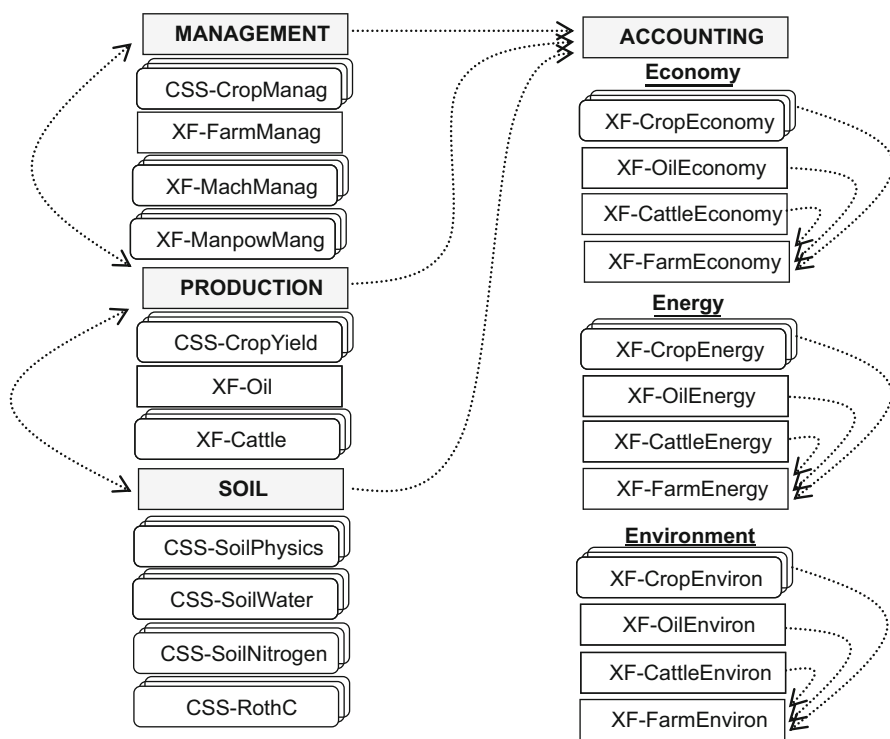 MANAGEMENT
CSS-CropManag
XF-FarmManag
XF-MachManag
XF-ManpowMang
PRODUCTION
CSS-CropYield
XF-Oil
XF-Cattle
SOIL
CSS-SoilPhysics
CSS-SoilWater
CSS-SoilNitrogen
CSS-RothC
ACCOUNTING
Economy
XF-CropEconomy
XF-OilEconomy
XF-CattleEconomy
XF-FarmEconomy
Energy
XF-CropEnergy
XF-OilEnergy
XF-CattleEnergy
XF-FarmEnergy
Environment
XF-CropEnviron
XF-OilEnviron
XF-CattleEnviron
XF-FarmEnviron